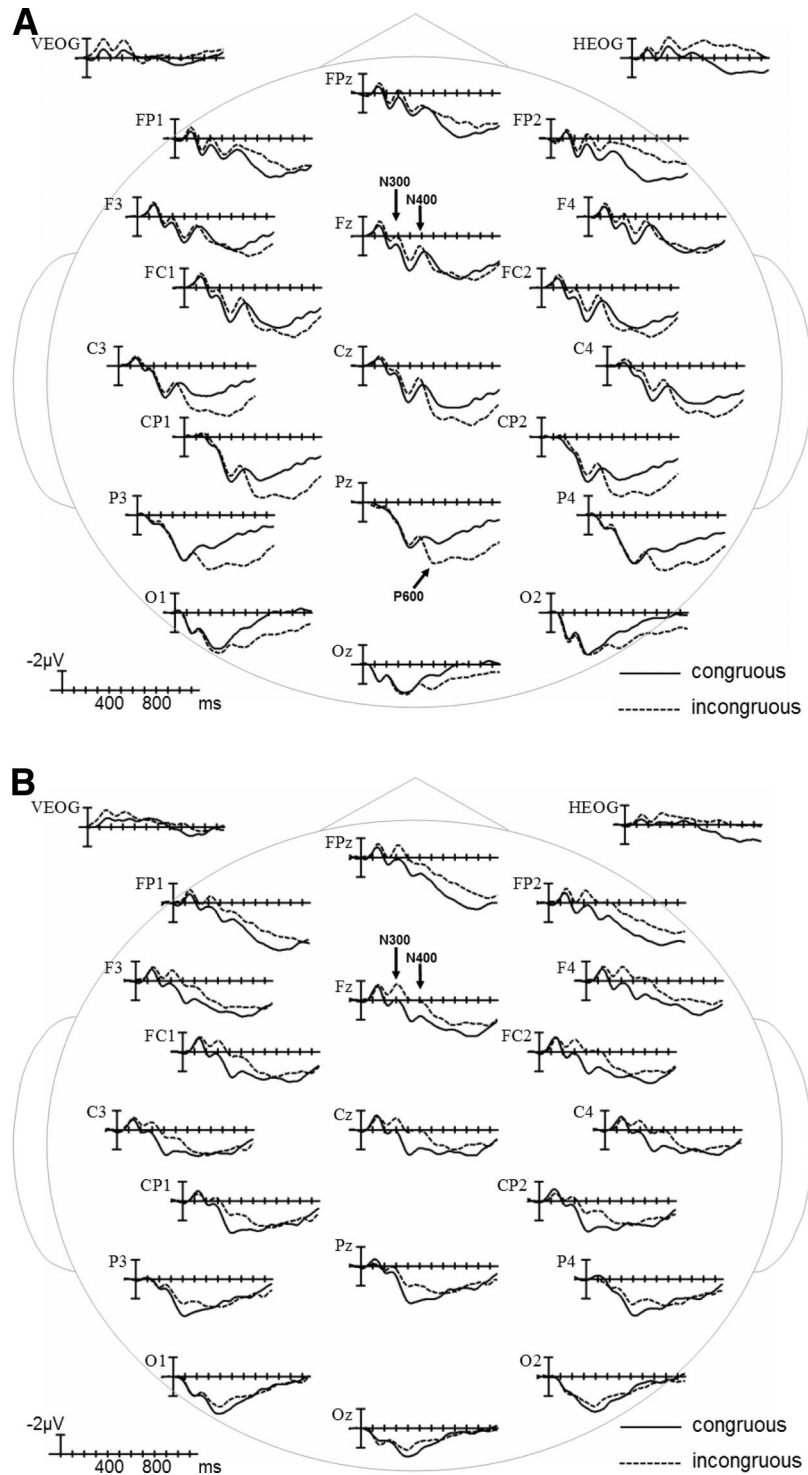 A
VEOG
HEOG
FPz
FP1
FP2
N300
N400
F3
Fz
F4
FC1
FC2
C3
Cz
C4
CP1
CP2
P3
Pz
P4
P600
O1
O2
Oz
-2µV
400 800 ms
congruous
incongruous
B
VEOG
HEOG
FPz
FP1
FP2
N300
N400
F3
Fz
F4
FC1
FC2
C3
Cz
C4
CP1
CP2
P3
Pz
P4
O1
O2
Oz
-2µV
400 800 ms
congruous
incongruous